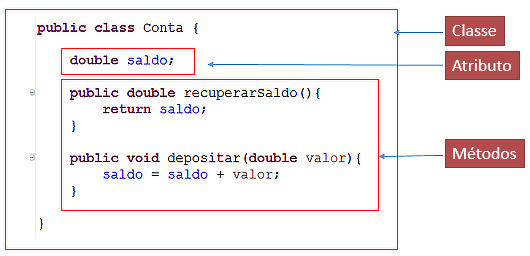 public class Conta {
Classe
double saldo;
Atributo
public double recuperarSaldo(){
return saldo;
}
public void depositar(double valor){
Métodos
saldo = saldo + valor;
}
}